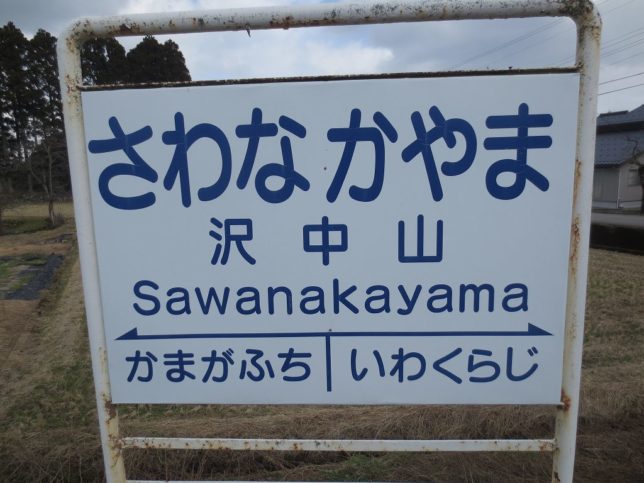 さわなかやま
沢中山
Sawanakayama
かまがふち いわくらじ